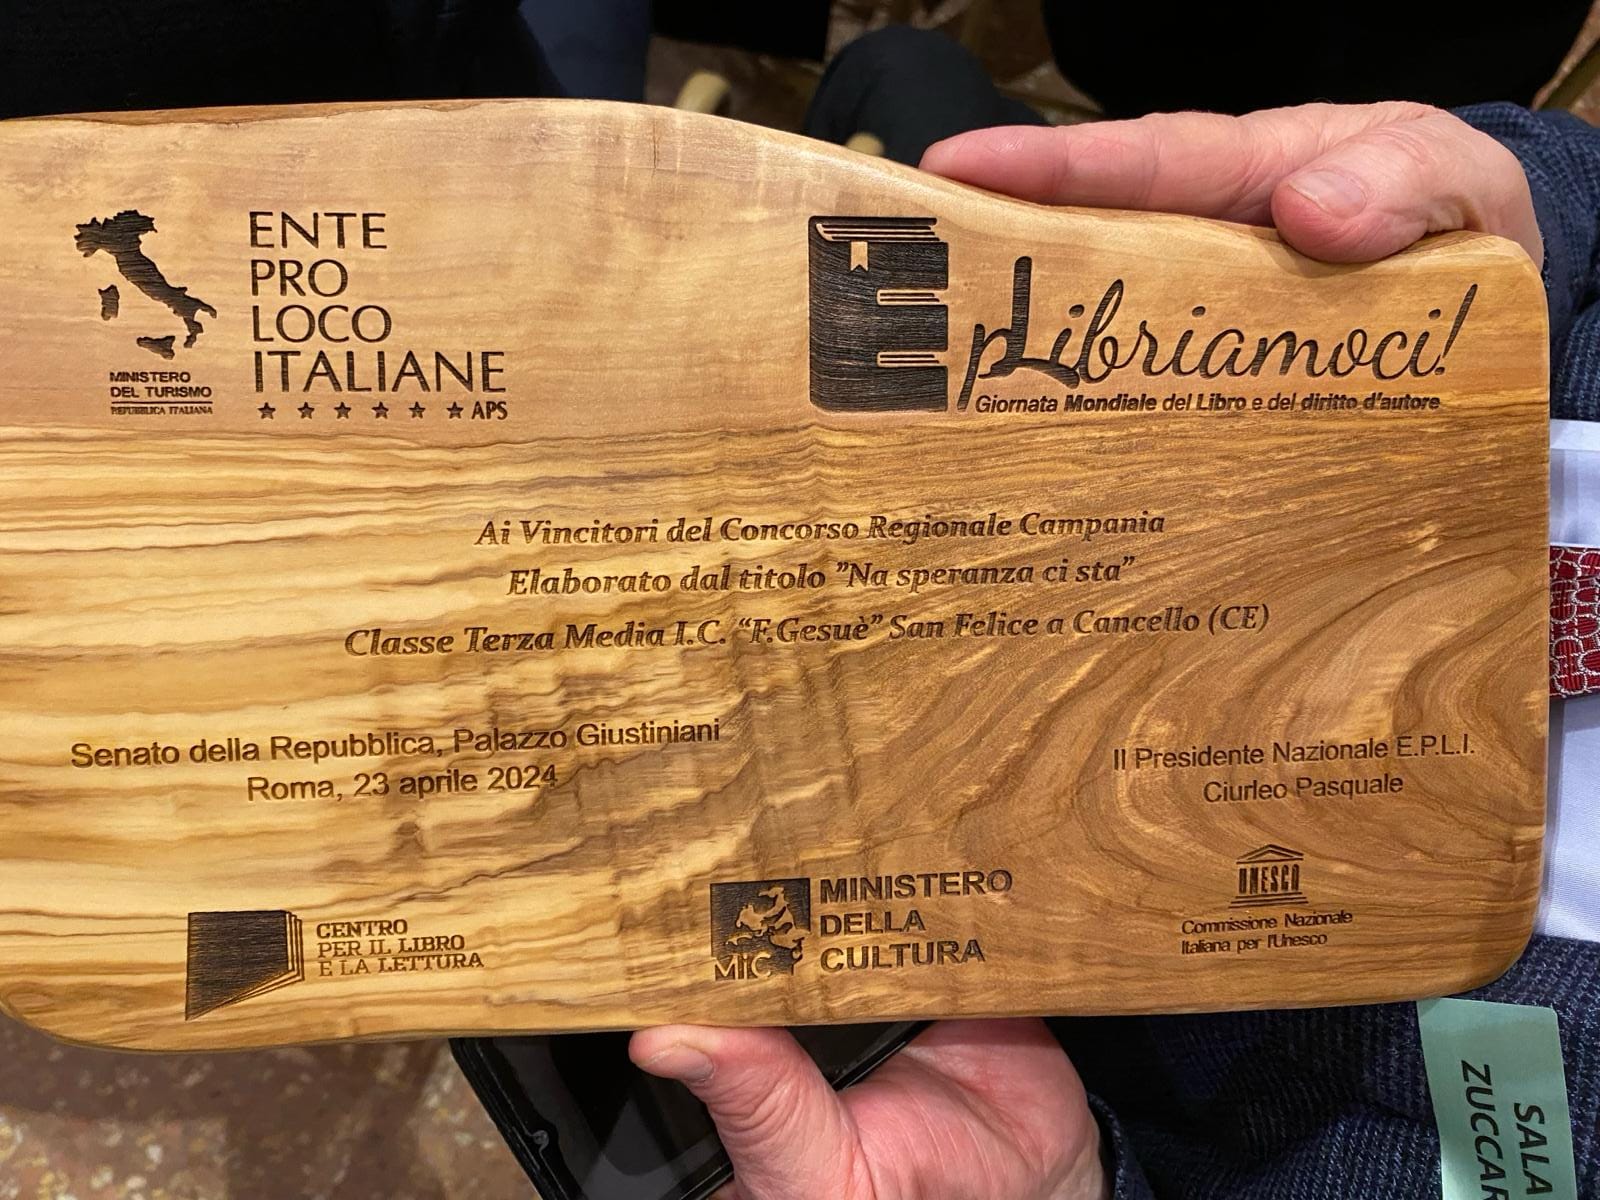 ENTE
PRO
LOCO
ITALIANE
APS
MINISTERO
DEL TURISMO
REPUBBLICA ITALIANA
EpLibriamoci!
Giornata Mondiale del Libro e del diritto d'autore
Ai Vincitori del Concorso Regionale Campania
Elaborato dal titolo ”Na speranza ci sta”
Classe Terza Media I.C. “F.Gesuè” San Felice a Cancello (CE)
Senato della Repubblica, Palazzo Giustiniani
Roma, 23 aprile 2024
Il Presidente Nazionale E.P.L.I.
Ciurleo Pasquale
CENTRO
PER IL LIBRO
E LA LETTURA
MiC
MINISTERO
DELLA
CULTURA
UNESCO
Commissione Nazionale
Italiana per l'Unesco
SALA